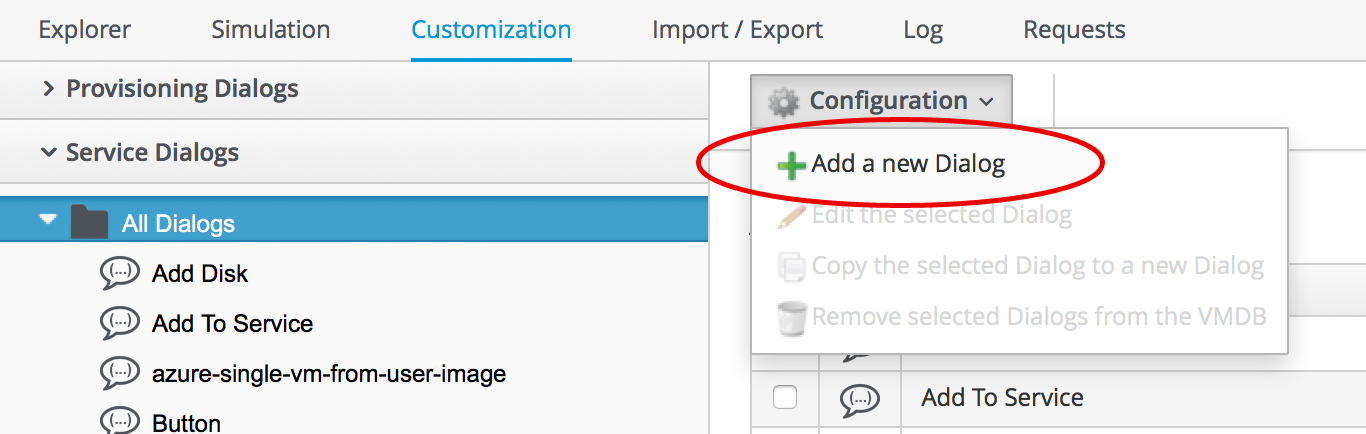 Explorer Simulation Customization Import / Export Log Requests
Provisioning Dialogs
Service Dialogs
All Dialogs
Add Disk
Add To Service
azure-single-vm-from-user-image
Button
Configuration
Add a new Dialog
Edit the selected Dialog
Copy the selected Dialog to a new Dialog
Remove selected Dialogs from the VMDB
Add To Service